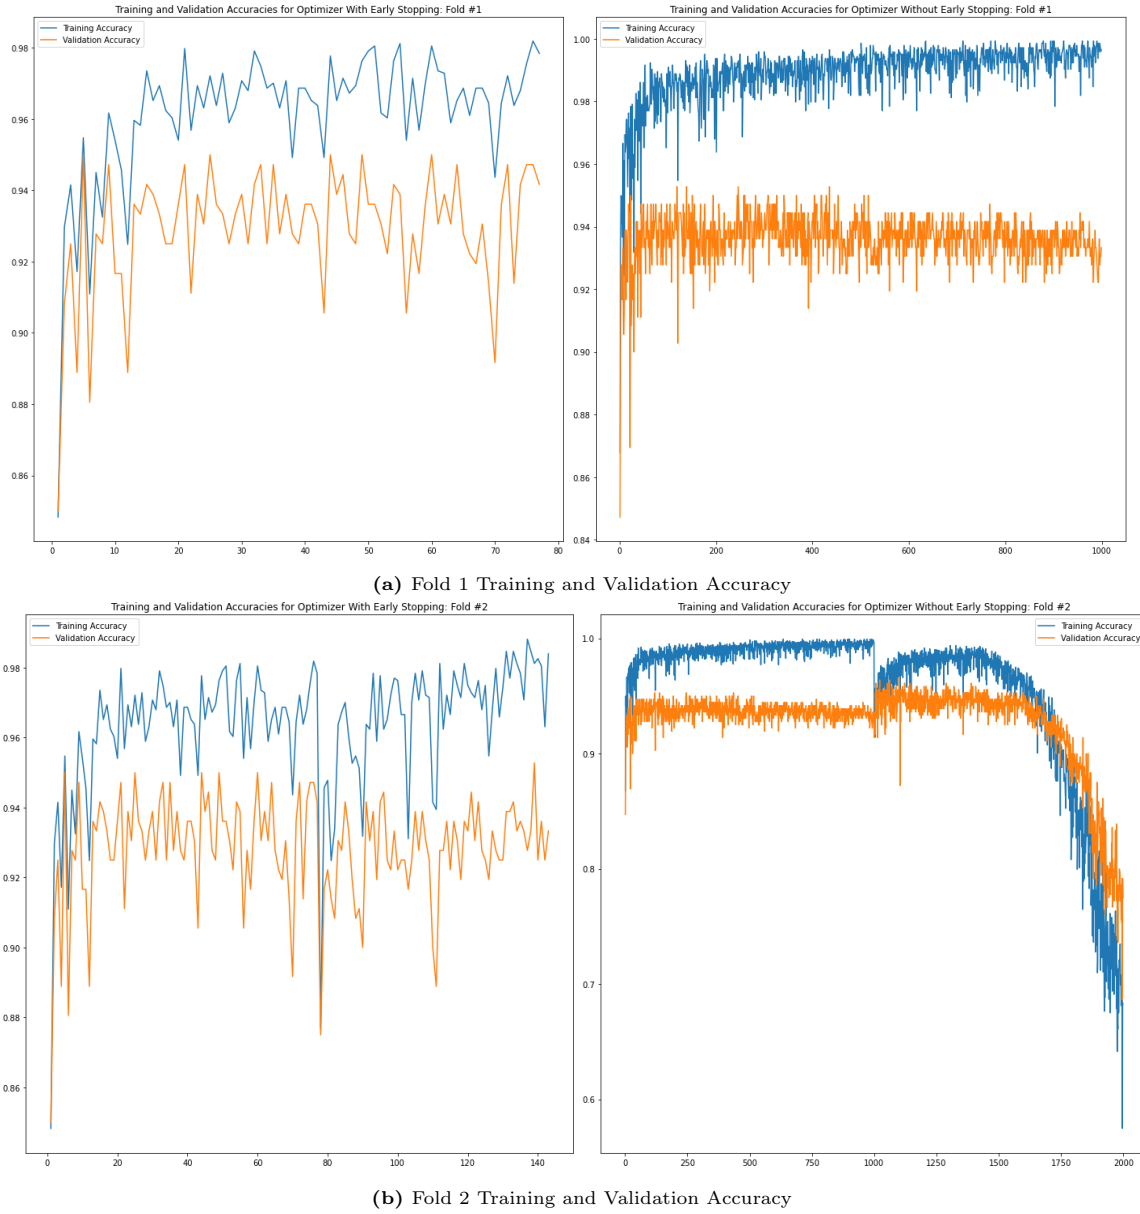 Training and Validation Accuracies for Optimizer With Early Stopping: Fold #1
Training Accuracy
Validation Accuracy
0.98
0.96
0.94
0.92
0.90
0.88
0.86
0 10 20 30 40 50 60 70 80
Training and Validation Accuracies for Optimizer Without Early Stopping: Fold #1
Training Accuracy
Validation Accuracy
1.00
0.98
0.96
0.94
0.92
0.90
0.88
0.86
0.84
0 200 400 600 800 1000
(a) Fold 1 Training and Validation Accuracy
Training and Validation Accuracies for Optimizer With Early Stopping: Fold #2
Training Accuracy
Validation Accuracy
0.98
0.96
0.94
0.92
0.90
0.88
0.86
0 20 40 60 80 100 120 140
Training and Validation Accuracies for Optimizer Without Early Stopping: Fold #2
Training Accuracy
Validation Accuracy
1.0
0.9
0.8
0.7
0.6
0 250 500 750 1000 1250 1500 1750 2000
(b) Fold 2 Training and Validation Accuracy